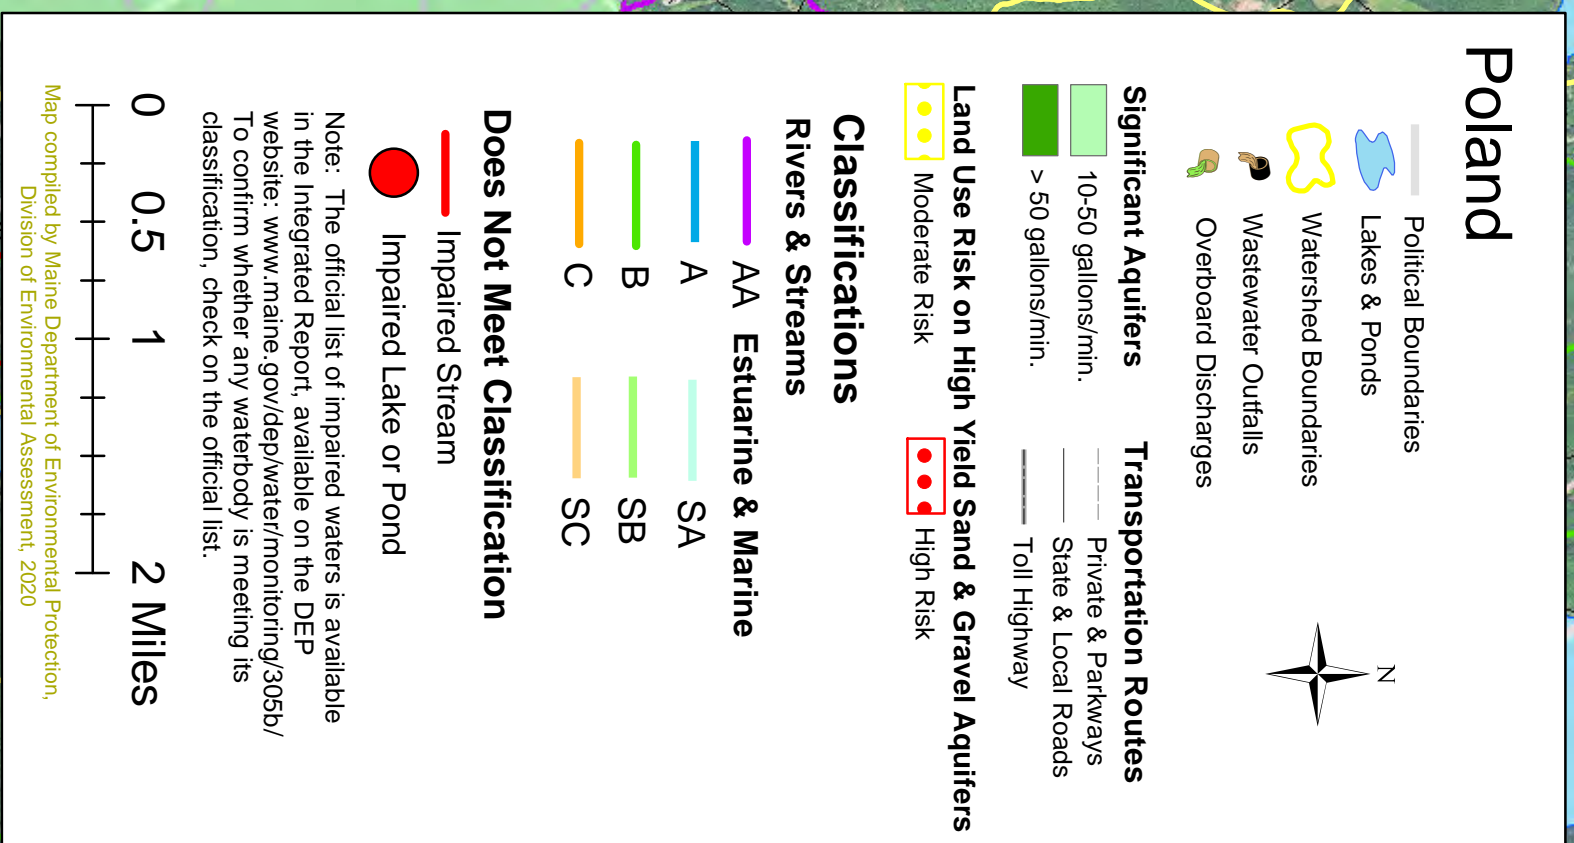 Poland
N
Political Boundaries
Lakes & Ponds
Watershed Boundaries
Wastewater Outfalls
Overboard Discharges
Significant Aquifers
10-50 gallons/min.
> 50 gallons/min.
Transportation Routes
Private & Parkways
State & Local Roads
Toll Highway
Land Use Risk on High Yield Sand & Gravel Aquifers
Moderate Risk
High Risk
Classifications
Rivers & Streams
AA
A
B
C
Estuarine & Marine
SA
SB
SC
Does Not Meet Classification
Impaired Stream
Impaired Lake or Pond
Note: The official list of impaired waters is available
in the Integrated Report, available on the DEP
website: www.maine.gov/dep/water/monitoring/305b/
To confirm whether any waterbody is meeting its
classification, check on the official list.
0 0.5 1 2 Miles
Map compiled by Maine Department of Environmental Protection,
Division of Environmental Assessment, 2020